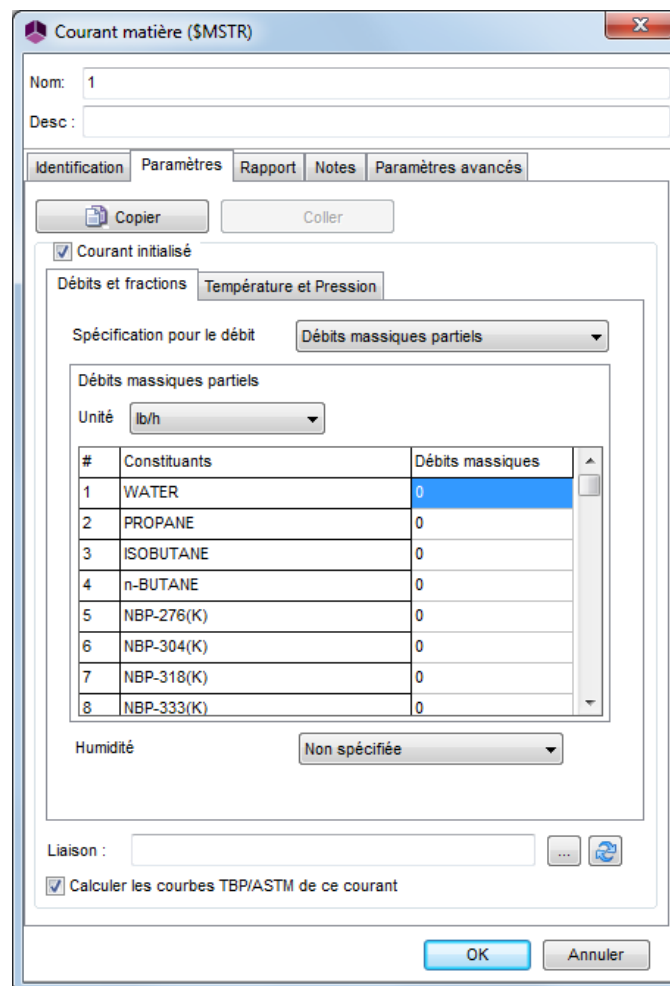 Courant matière ($MSTR)
Nom: 1
Desc :
Identification Paramètres Rapport Notes Paramètres avancés
Copier Coller
Courant initialisé
Débits et fractions Température et Pression
Spécification pour le débit Débits massiques partiels
Débits massiques partiels
Unité lb/h
# Constituants Débits massiques
1 WATER 0
2 PROPANE 0
3 ISOBUTANE 0
4 n-BUTANE 0
5 NBP-276(K) 0
6 NBP-304(K) 0
7 NBP-318(K) 0
8 NBP-333(K) 0
Humidité Non spécifiée
Liaison : ...
Calculer les courbes TBP/ASTM de ce courant
OK Annuler